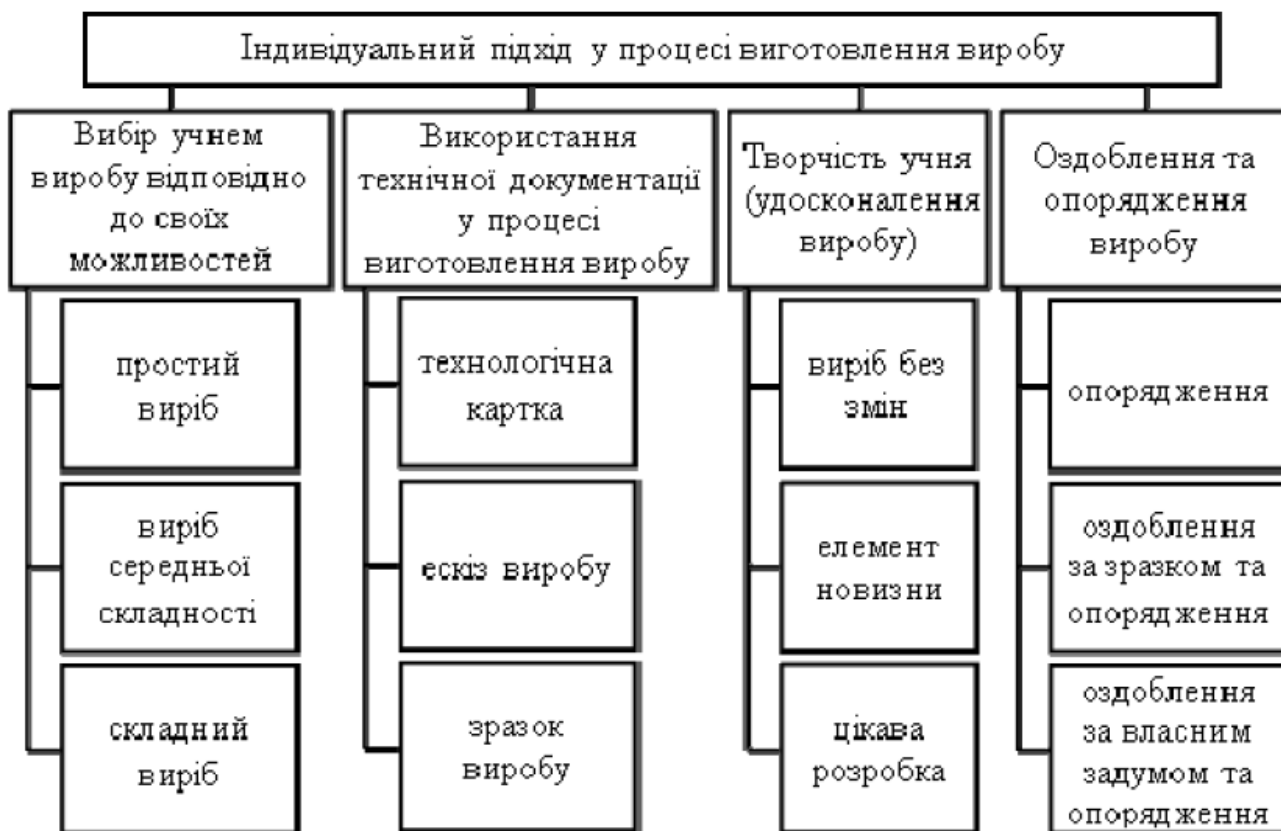 Індивідуальний підхід у процесі виготовлення виробу
Вибір учнем
виробу відповідно
до своїх
можливостей
Використання
технічної документації
у процесі
виготовлення виробу
Творчість учня
(удосконалення
виробу)
Оздоблення та
опорядження
виробу
простий
виріб
технологічна
картка
виріб без
змін
опорядження
виріб
середньої
складності
ескіз виробу
елемент
новизни
оздоблення
за зразком та
опорядження
складний
виріб
зразок
виробу
цікава
розробка
оздоблення
за власним
задумом та
опорядження